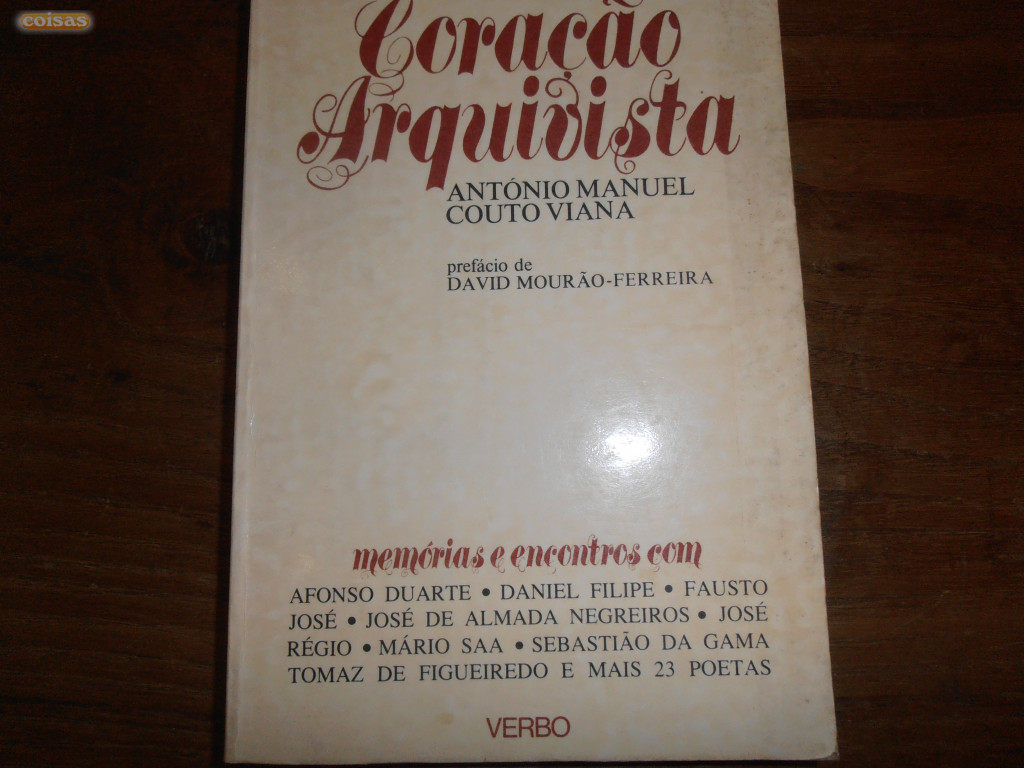 coisas
Coração
Arquivista
ANTÓNIO MANUEL
COUTO VIANA
prefácio de
DAVID MOURÃO-FERREIRA
memórias e encontros com
AFONSO DUARTE • DANIEL FILIPE • FAUSTO
JOSÉ • JOSÉ DE ALMADA NEGREIROS • JOSÉ
RÉGIO • MÁRIO SAA • SEBASTIÃO DA GAMA
TOMAZ DE FIGUEIREDO E MAIS 23 POETAS
VERBO